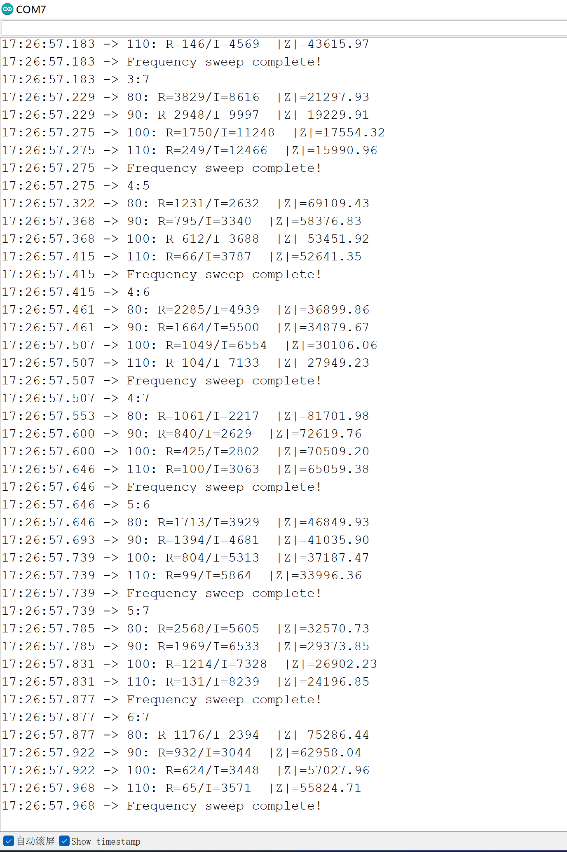 COM7
17:26:57.183 -> 110: R=146/I=4569  |Z|=43615.97
17:26:57.183 -> Frequency sweep complete!
17:26:57.183 -> 3:7
17:26:57.229 -> 80: R=3829/I=8616  |Z|=21297.93
17:26:57.229 -> 90: R=2948/I=9997  |Z|=19229.91
17:26:57.275 -> 100: R=1750/I=11248  |Z|=17554.32
17:26:57.275 -> 110: R=249/I=12466  |Z|=15990.96
17:26:57.275 -> Frequency sweep complete!
17:26:57.275 -> 4:5
17:26:57.322 -> 80: R=1231/I=2632  |Z|=69109.43
17:26:57.368 -> 90: R=795/I=3340  |Z|=58376.83
17:26:57.368 -> 100: R=612/I=3688  |Z|=53451.92
17:26:57.415 -> 110: R=66/I=3787  |Z|=52641.35
17:26:57.415 -> Frequency sweep complete!
17:26:57.415 -> 4:6
17:26:57.461 -> 80: R=2285/I=4939  |Z|=36899.86
17:26:57.461 -> 90: R=1664/I=5500  |Z|=34879.67
17:26:57.507 -> 100: R=1049/I=6554  |Z|=30106.06
17:26:57.507 -> 110: R=104/I=7133  |Z|=27949.23
17:26:57.507 -> Frequency sweep complete!
17:26:57.507 -> 4:7
17:26:57.553 -> 80: R=1061/I=2217  |Z|=81701.98
17:26:57.600 -> 90: R=840/I=2629  |Z|=72619.76
17:26:57.600 -> 100: R=425/I=2802  |Z|=70509.20
17:26:57.646 -> 110: R=100/I=3063  |Z|=65059.38
17:26:57.646 -> Frequency sweep complete!
17:26:57.646 -> 5:6
17:26:57.646 -> 80: R=1713/I=3929  |Z|=46849.93
17:26:57.693 -> 90: R=1394/I=4681  |Z|=41035.90
17:26:57.739 -> 100: R=804/I=5313  |Z|=37187.47
17:26:57.739 -> 110: R=99/I=5864  |Z|=33996.36
17:26:57.739 -> Frequency sweep complete!
17:26:57.739 -> 5:7
17:26:57.785 -> 80: R=2568/I=5605  |Z|=32570.73
17:26:57.785 -> 90: R=1969/I=6533  |Z|=29373.85
17:26:57.831 -> 100: R=1214/I=7328  |Z|=26902.23
17:26:57.831 -> 110: R=131/I=8239  |Z|=24196.85
17:26:57.877 -> Frequency sweep complete!
17:26:57.877 -> 6:7
17:26:57.877 -> 80: R=1176/I=2394  |Z|=75286.44
17:26:57.922 -> 90: R=932/I=3044  |Z|=62958.04
17:26:57.922 -> 100: R=624/I=3448  |Z|=57027.96
17:26:57.968 -> 110: R=65/I=3571  |Z|=55824.71
17:26:57.968 -> Frequency sweep complete!
自动滚屏 Show timestamp